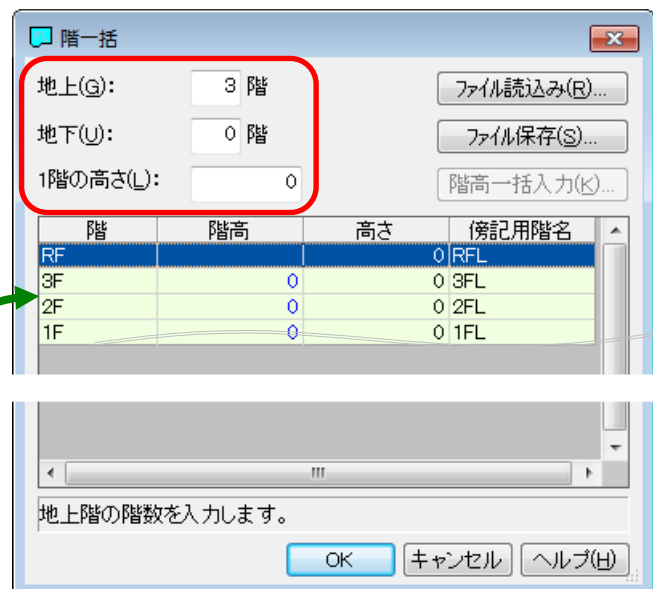 階一括
地上(G): 3 階
ファイル読込み(R)...
地下(U): 0 階
ファイル保存(S)...
1階の高さ(L): 0
階高一括入力(K)...
階 階高 高さ 傍記用階名
RF 0 RFL
3F 0 0 3FL
2F 0 0 2FL
1F 0 0 1FL
地上階の階数を入力します。
OK キャンセル ヘルプ(H)